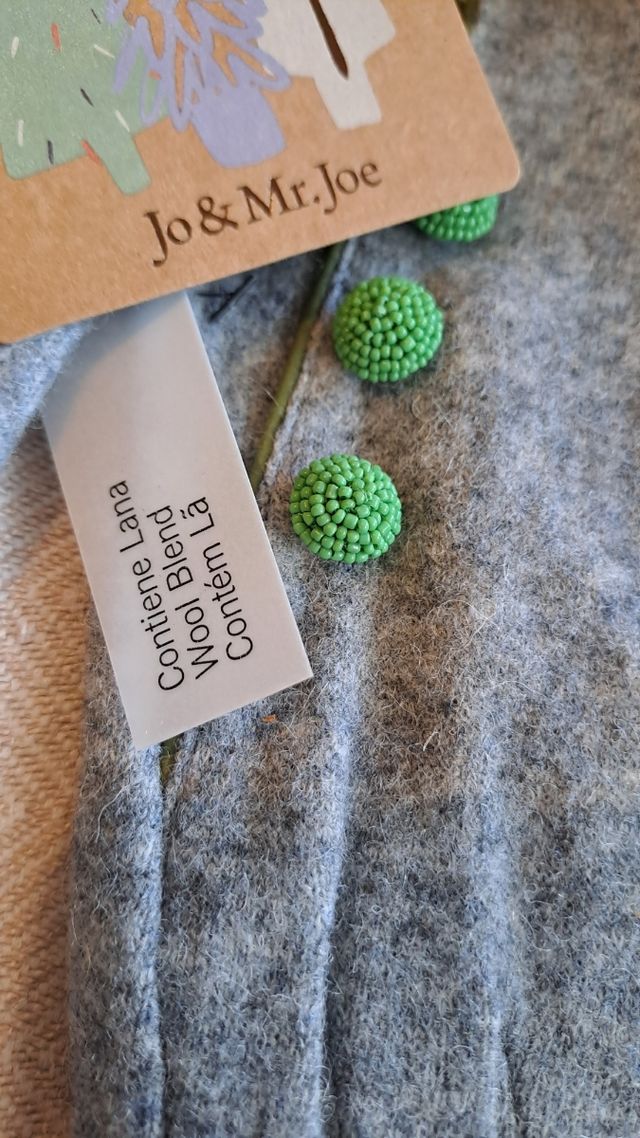 Jo & Mr. Joe
Contiene Lana
Wool Blend
Contém Lã